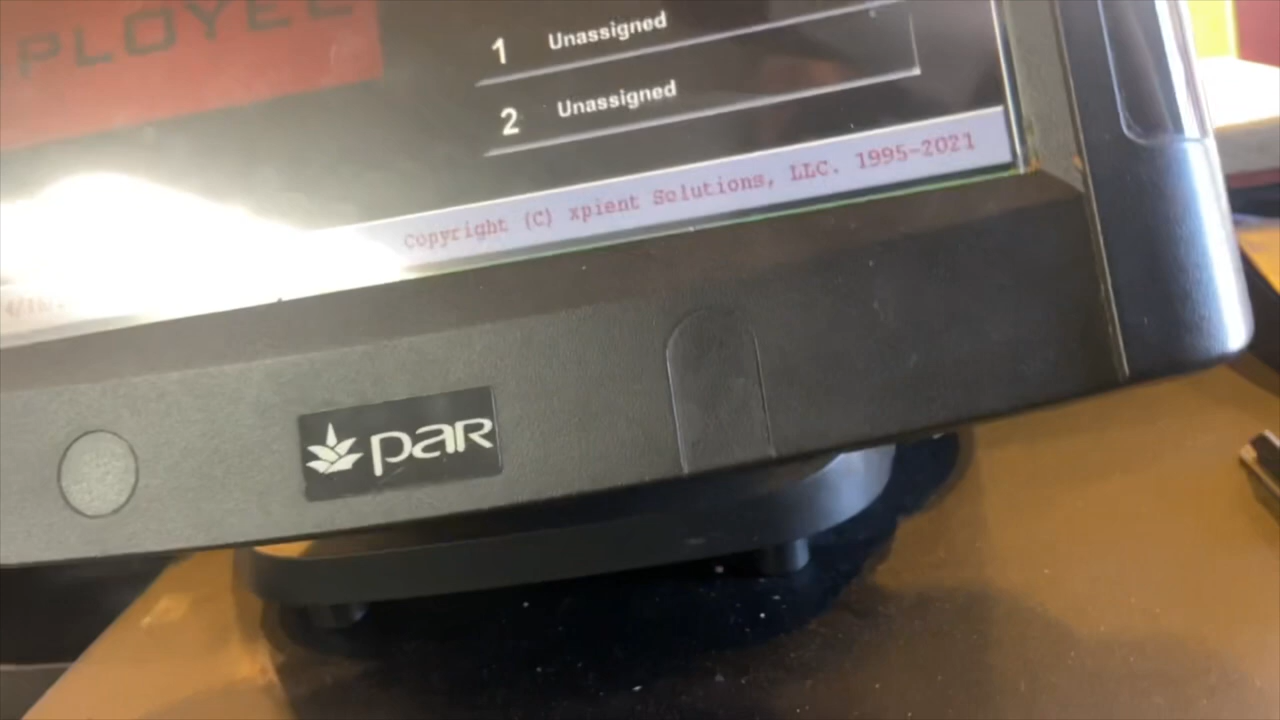 PLOYEE
1 Unassigned
2 Unassigned
Copyright (C) xpient Solutions, LLC. 1995-2021
par